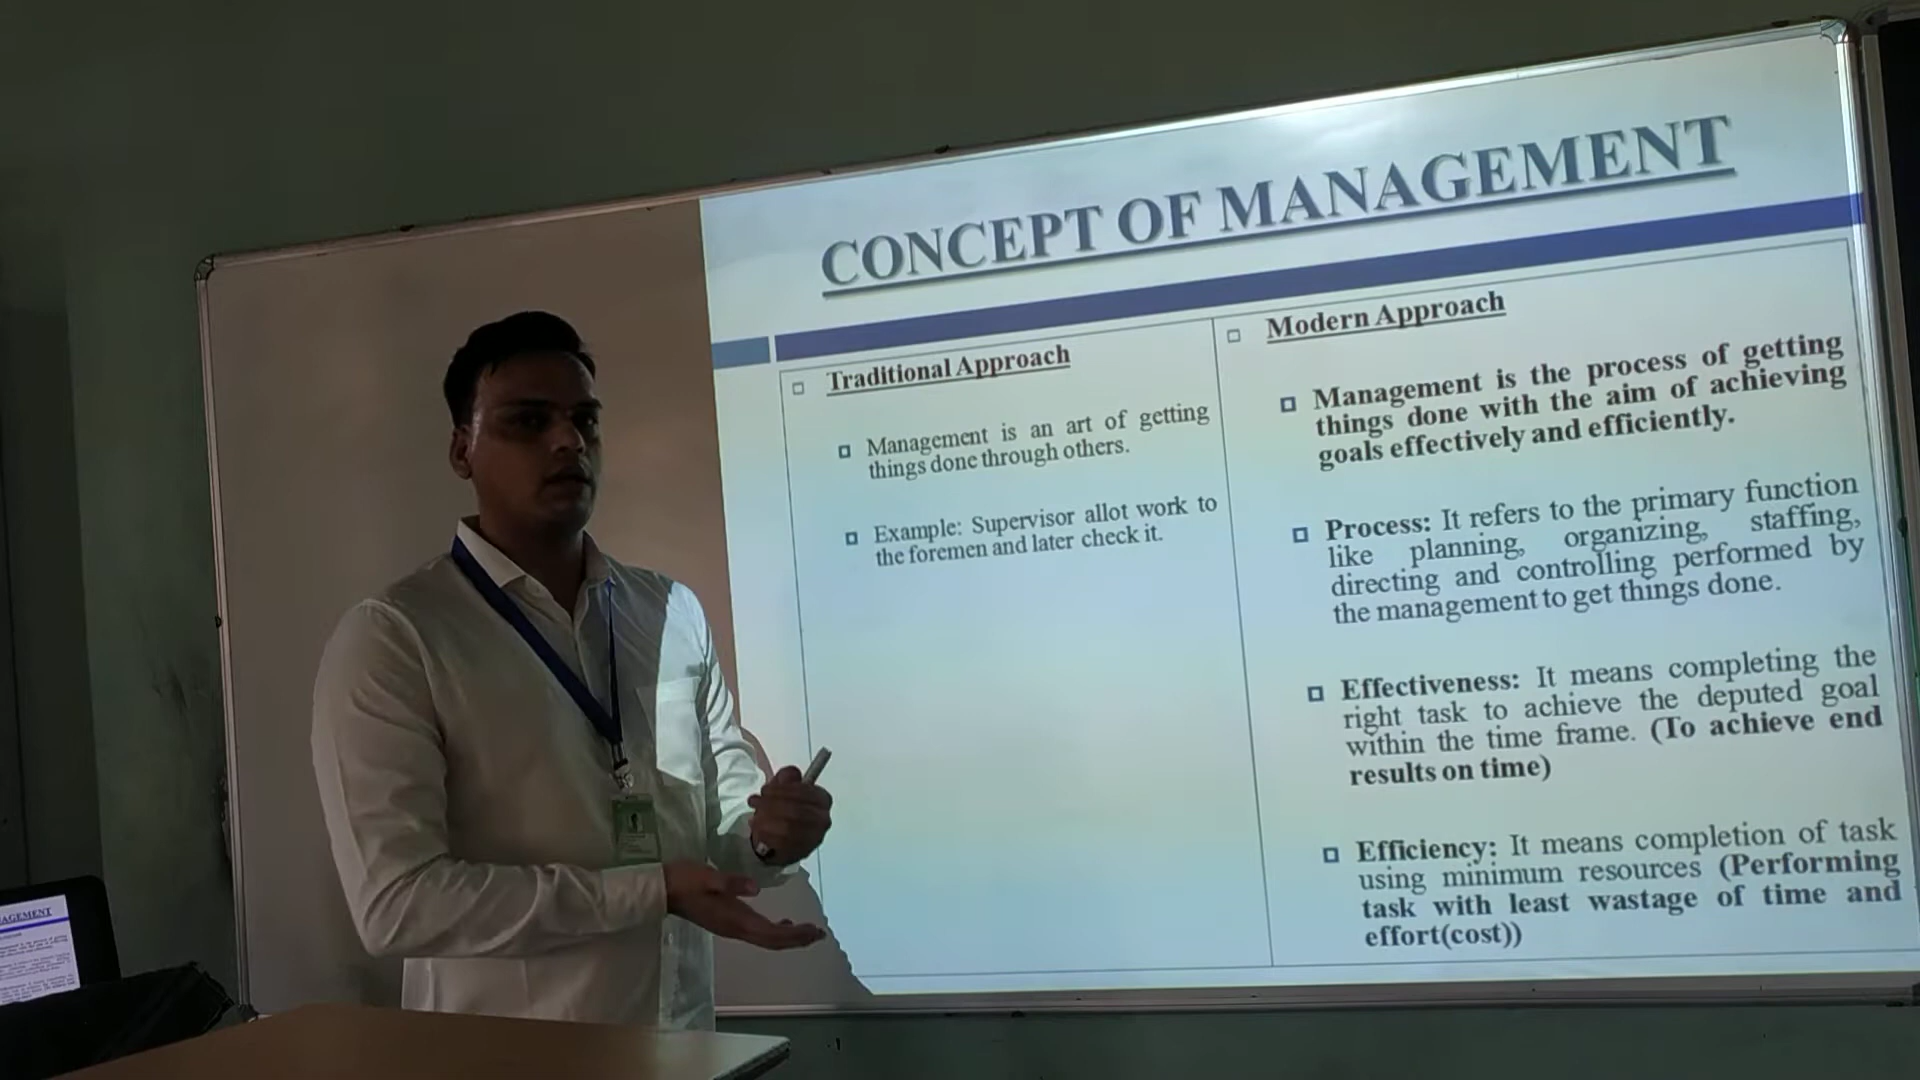 CONCEPT OF MANAGEMENT
Traditional Approach
Management is an art of getting
things done through others.
Example: Supervisor allot work to
the foremen and later check it.
Modern Approach
Management is the process of getting
things done with the aim of achieving
goals effectively and efficiently.
Process: It refers to the primary function
like planning, organizing, staffing,
directing and controlling performed by
the management to get things done.
Effectiveness: It means completing the
right task to achieve the deputed goal
within the time frame. (To achieve end
results on time)
Efficiency: It means completion of task
using minimum resources (Performing
task with least wastage of time and
effort(cost))
AGEMENT